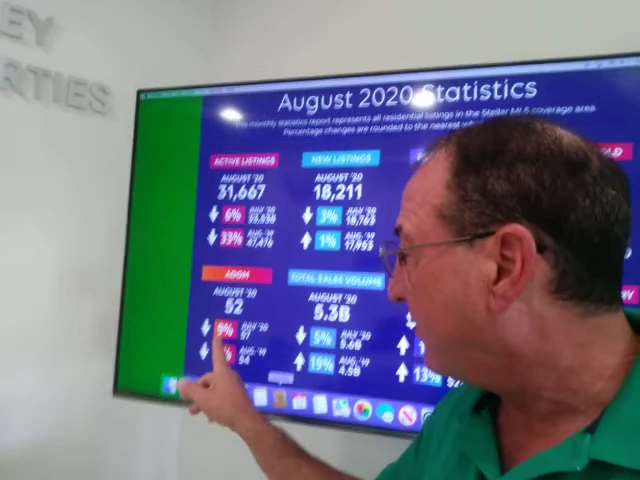 EY
RTIES
August 2020 Statistics
This monthly statistics report represents all residential listings in the Stellar MLS coverage area.
Percentage changes are rounded to the nearest
ACTIVE LISTINGS
AUGUST '20
31,667
6% JULY '20
33%
AUG. '19
47,476
NEW LISTINGS
AUGUST '20
18,211
3% JULY '20
18,763
1% AUG. '19
17,953
ADOM
AUGUST '20
52
9% JULY '20
57
% AUG. '19
54
TOTAL SALES VOLUME
AUGUST '20
5.3B
5% JULY '20
5.6B
19% AUG. '19
4.5B
13%